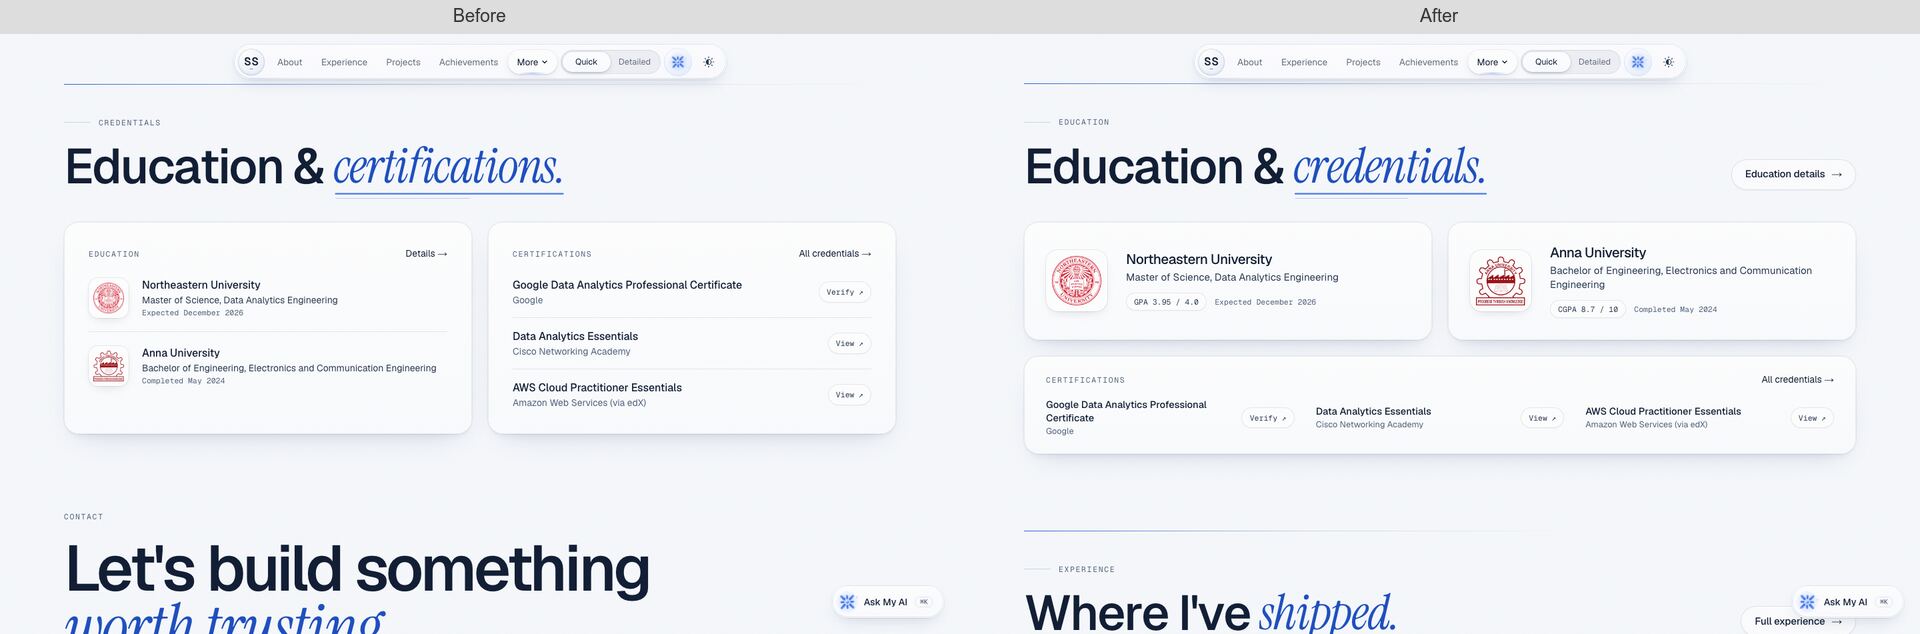 Before
SS About Experience Projects Achievements More Quick Detailed
CREDENTIALS
Education & certifications.
EDUCATION
Details →
Northeastern University
Master of Science, Data Analytics Engineering
Expected December 2026
Anna University
Bachelor of Engineering, Electronics and Communication Engineering
Completed May 2024
CERTIFICATIONS
All credentials →
Google Data Analytics Professional Certificate
Google
Verify ↗
Data Analytics Essentials
Cisco Networking Academy
View ↗
AWS Cloud Practitioner Essentials
Amazon Web Services (via edX)
View ↗
CONTACT
Let's build something
worth trusting
Ask My AI ⌘K
After
SS About Experience Projects Achievements More Quick Detailed
EDUCATION
Education & credentials.
Education details →
Northeastern University
Master of Science, Data Analytics Engineering
GPA 3.95 / 4.0 Expected December 2026
Anna University
Bachelor of Engineering, Electronics and Communication
Engineering
CGPA 8.7 / 10 Completed May 2024
CERTIFICATIONS
All credentials →
Google Data Analytics Professional
Certificate
Google
Verify ↗
Data Analytics Essentials
Cisco Networking Academy
View ↗
AWS Cloud Practitioner Essentials
Amazon Web Services (via edX)
View ↗
EXPERIENCE
Where I've shipped.
Full experience →
Ask My AI ⌘K